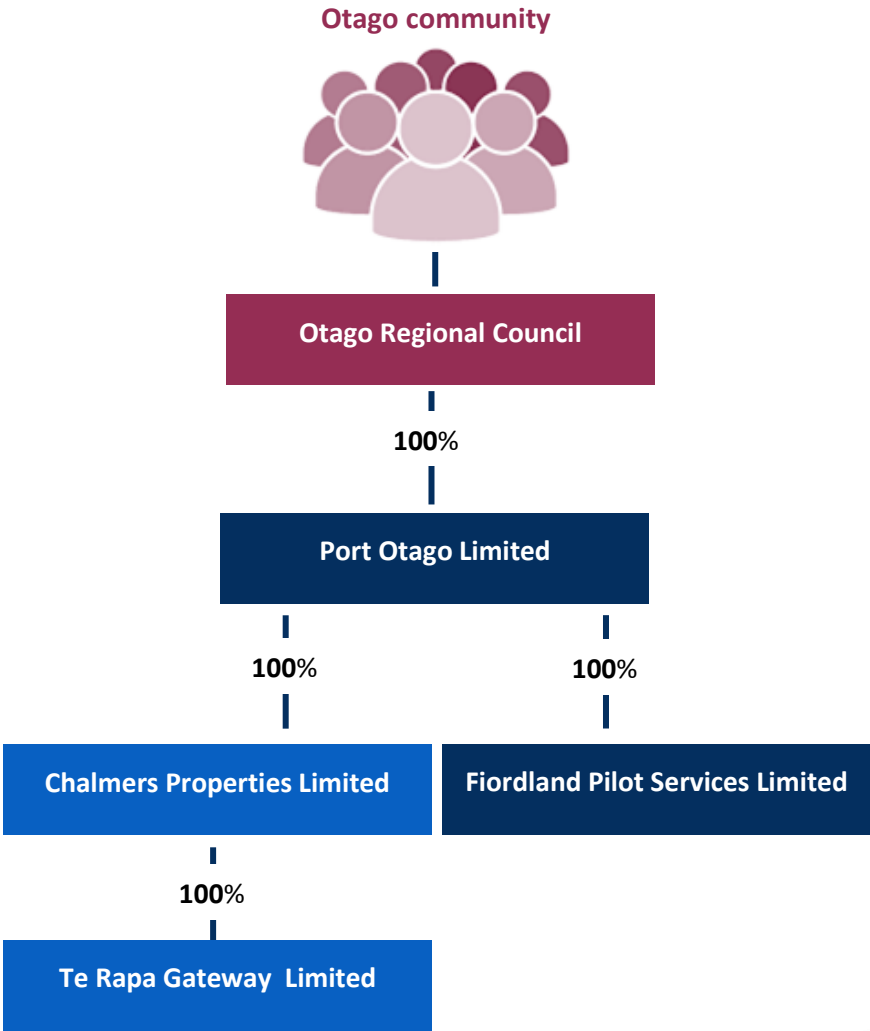 Otago community
Otago Regional Council
100%
Port Otago Limited
100%
100%
Chalmers Properties Limited
Fiordland Pilot Services Limited
100%
Te Rapa Gateway  Limited